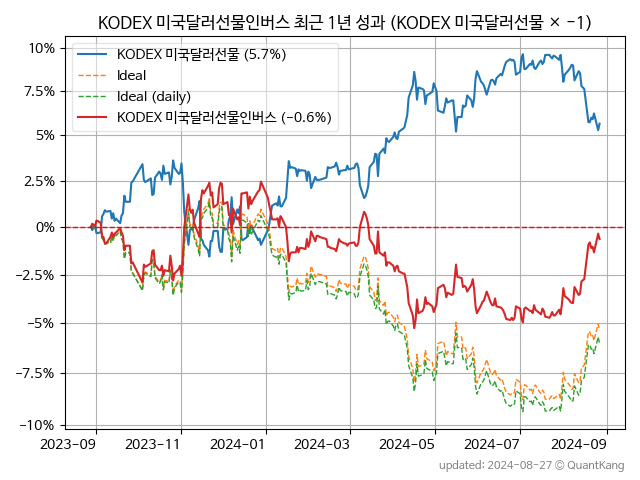 KODEX 미국달러선물인버스 최근 1년 성과 (KODEX 미국달러선물 × −1)
KODEX 미국달러선물 (5.7%)
Ideal
Ideal (daily)
KODEX 미국달러선물인버스 (−0.6%)
10%
7.5%
5%
2.5%
0%
−2.5%
−5%
−7.5%
−10%
2023-09 2023-11 2024-01 2024-03 2024-05 2024-07 2024-09
updated: 2024-08-27 © QuantKang